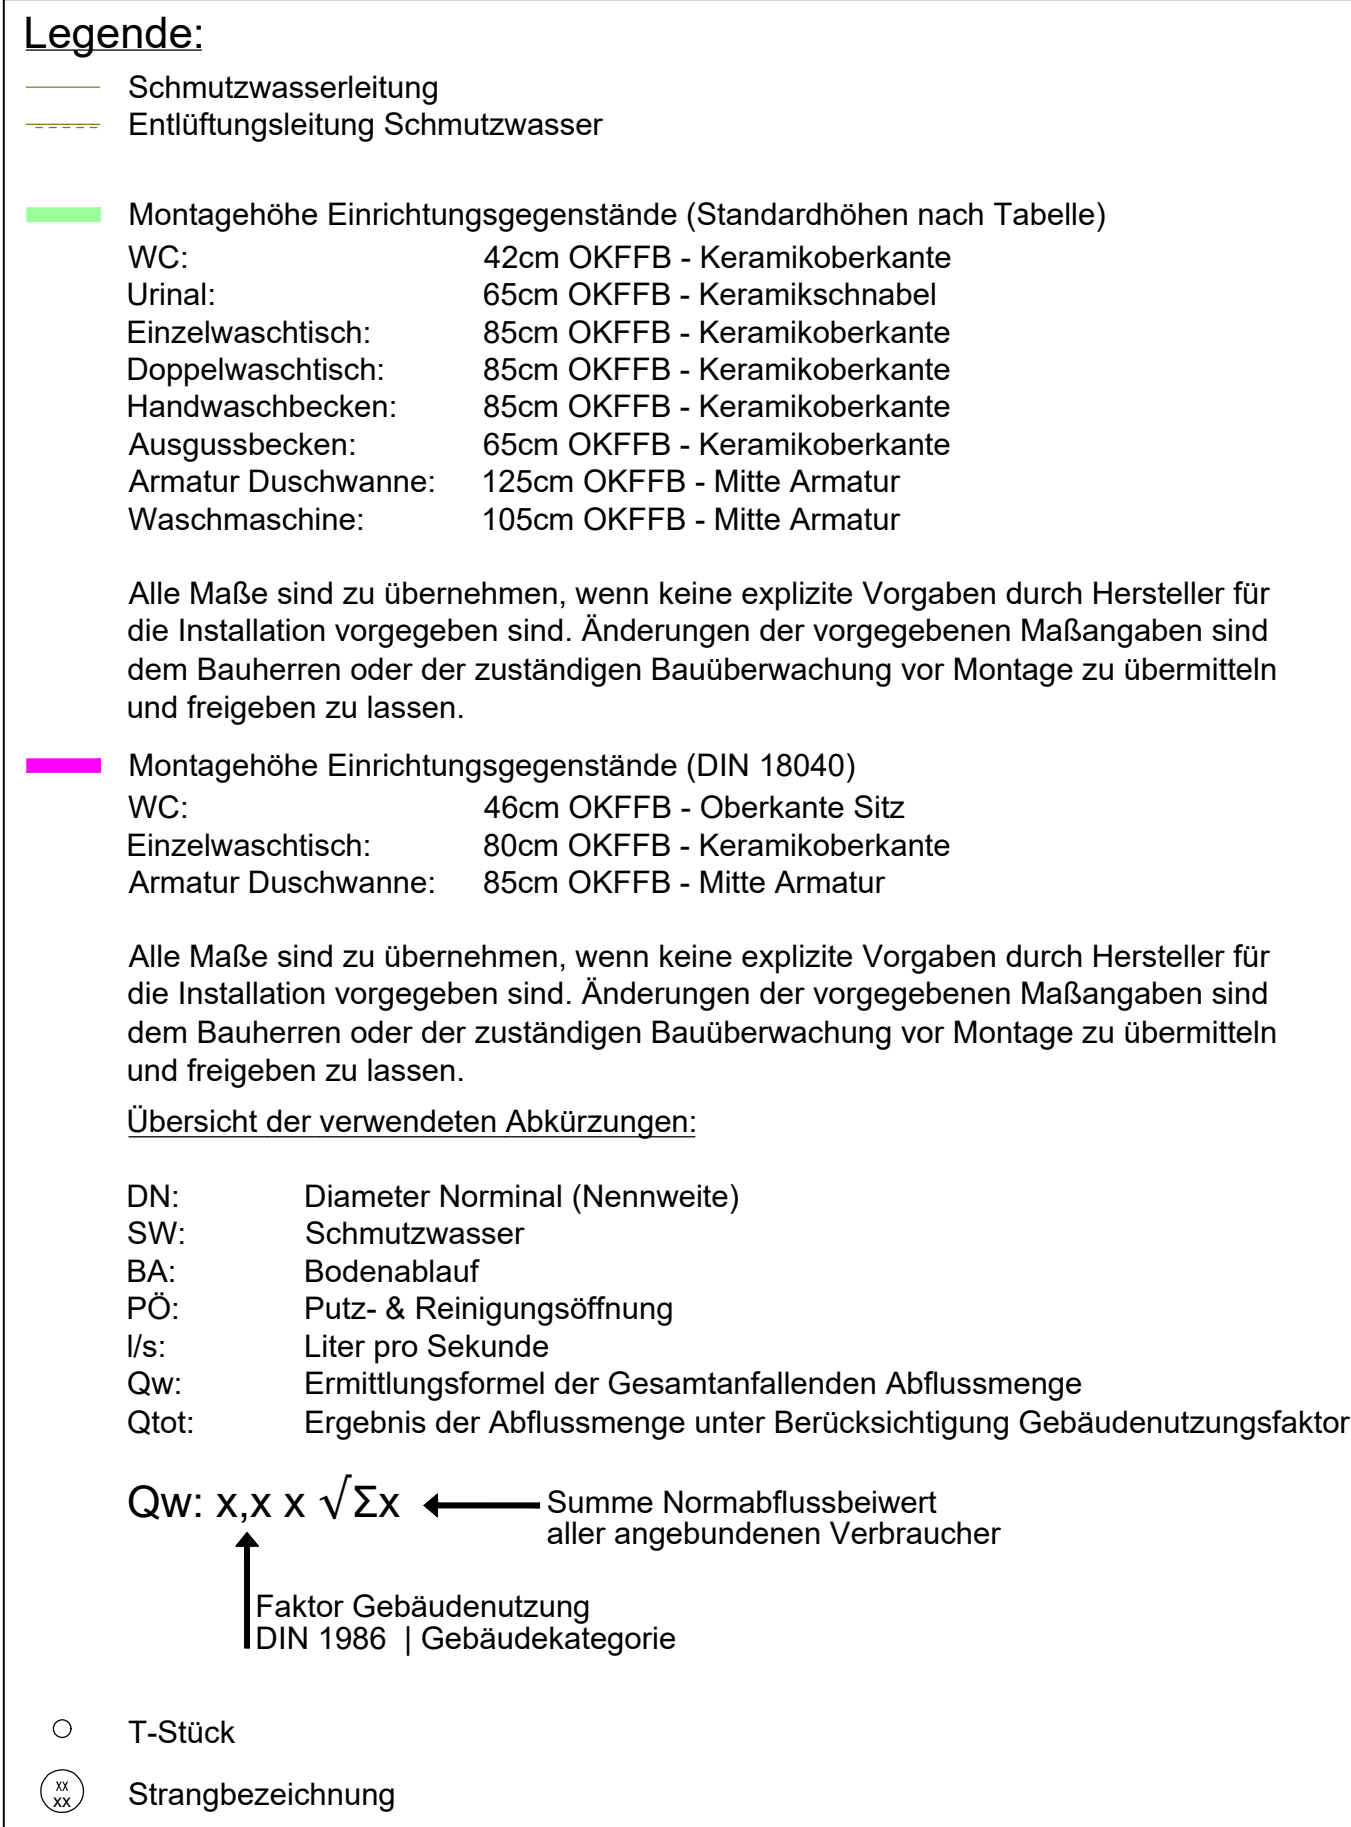 Legende:
Schmutzwasserleitung
Entlüftungsleitung Schmutzwasser
Montagehöhe Einrichtungsgegenstände (Standardhöhen nach Tabelle)
WC: 42cm OKFFB - Keramikoberkante
Urinal: 65cm OKFFB - Keramikschnabel
Einzelwaschtisch: 85cm OKFFB - Keramikoberkante
Doppelwaschtisch: 85cm OKFFB - Keramikoberkante
Handwaschbecken: 85cm OKFFB - Keramikoberkante
Ausgussbecken: 65cm OKFFB - Keramikoberkante
Armatur Duschwanne: 125cm OKFFB - Mitte Armatur
Waschmaschine: 105cm OKFFB - Mitte Armatur
Alle Maße sind zu übernehmen, wenn keine explizite Vorgaben durch Hersteller für
die Installation vorgegeben sind. Änderungen der vorgegebenen Maßangaben sind
dem Bauherren oder der zuständigen Bauüberwachung vor Montage zu übermitteln
und freigeben zu lassen.
Montagehöhe Einrichtungsgegenstände (DIN 18040)
WC: 46cm OKFFB - Oberkante Sitz
Einzelwaschtisch: 80cm OKFFB - Keramikoberkante
Armatur Duschwanne: 85cm OKFFB - Mitte Armatur
Alle Maße sind zu übernehmen, wenn keine explizite Vorgaben durch Hersteller für
die Installation vorgegeben sind. Änderungen der vorgegebenen Maßangaben sind
dem Bauherren oder der zuständigen Bauüberwachung vor Montage zu übermitteln
und freigeben zu lassen.
Übersicht der verwendeten Abkürzungen:
DN: Diameter Norminal (Nennweite)
SW: Schmutzwasser
BA: Bodenablauf
PÖ: Putz- & Reinigungsöffnung
l/s: Liter pro Sekunde
Qw: Ermittlungsformel der Gesamtanfallenden Abflussmenge
Qtot: Ergebnis der Abflussmenge unter Berücksichtigung Gebäudenutzungsfaktor
Qw: x,x x √Σx
Summe Normabflussbeiwert
aller angebundenen Verbraucher
Faktor Gebäudenutzung
DIN 1986 | Gebäudekategorie
T-Stück
xx
xx
Strangbezeichnung